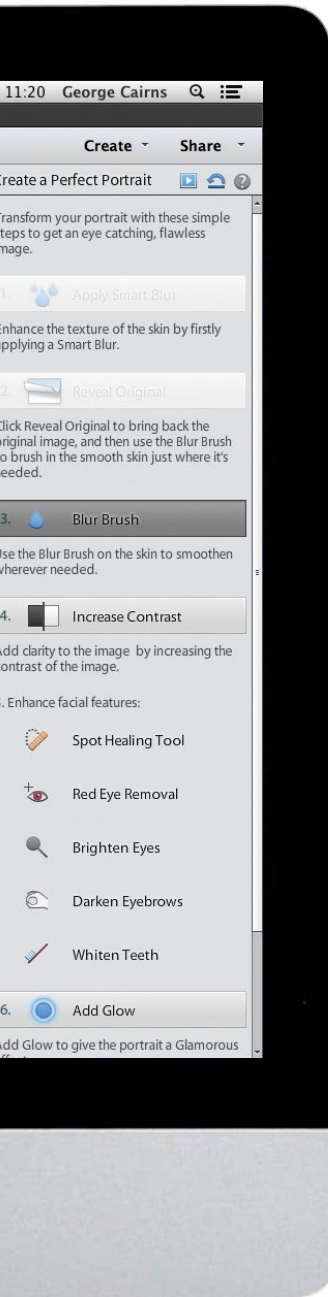 11:20 George Cairns
Create Share
Create a Perfect Portrait
Transform your portrait with these simple
steps to get an eye catching, flawless
image.
1. Apply Smart Blur
Enhance the texture of the skin by firstly
applying a Smart Blur.
2. Reveal Original
Click Reveal Original to bring back the
original image, and then use the Blur Brush
to brush in the smooth skin just where it's
needed.
3. Blur Brush
Use the Blur Brush on the skin to smoothen
wherever needed.
4. Increase Contrast
Add clarity to the image by increasing the
contrast of the image.
5. Enhance facial features:
Spot Healing Tool
Red Eye Removal
Brighten Eyes
Darken Eyebrows
Whiten Teeth
6. Add Glow
Add Glow to give the portrait a Glamorous